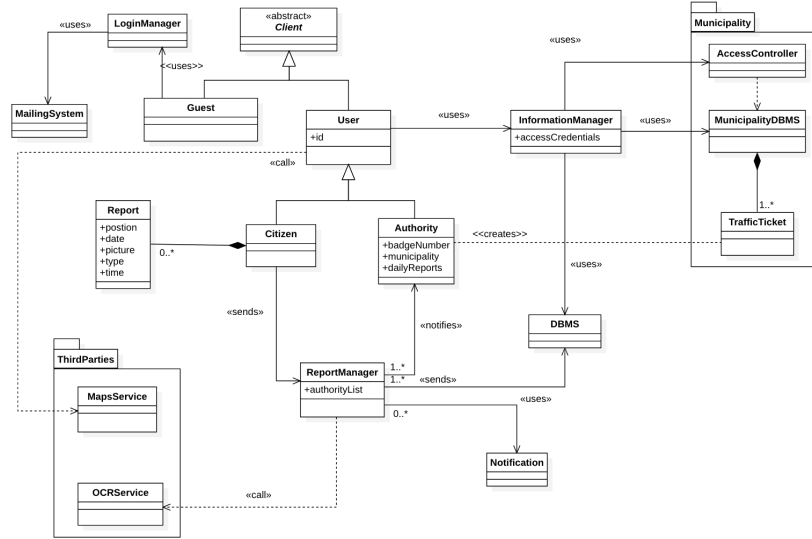 «abstract»
Client
LoginManager
Municipality
«uses»
«uses»
AccessController
<<uses>>
MailingSystem
Guest
User
+id
«uses»
InformationManager
+accessCredentials
«uses»
MunicipalityDBMS
«call»
Report
+postion
+date
+picture
+type
+time
0..*
Citizen
Authority
+badgeNumber
+municipality
+dailyReports
<<creates>>
1..*
TrafficTicket
«uses»
«sends»
«notifies»
DBMS
ThirdParties
ReportManager
+authorityList
1..*
1..*
«sends»
0..*
«uses»
MapsService
Notification
OCRService
«call»